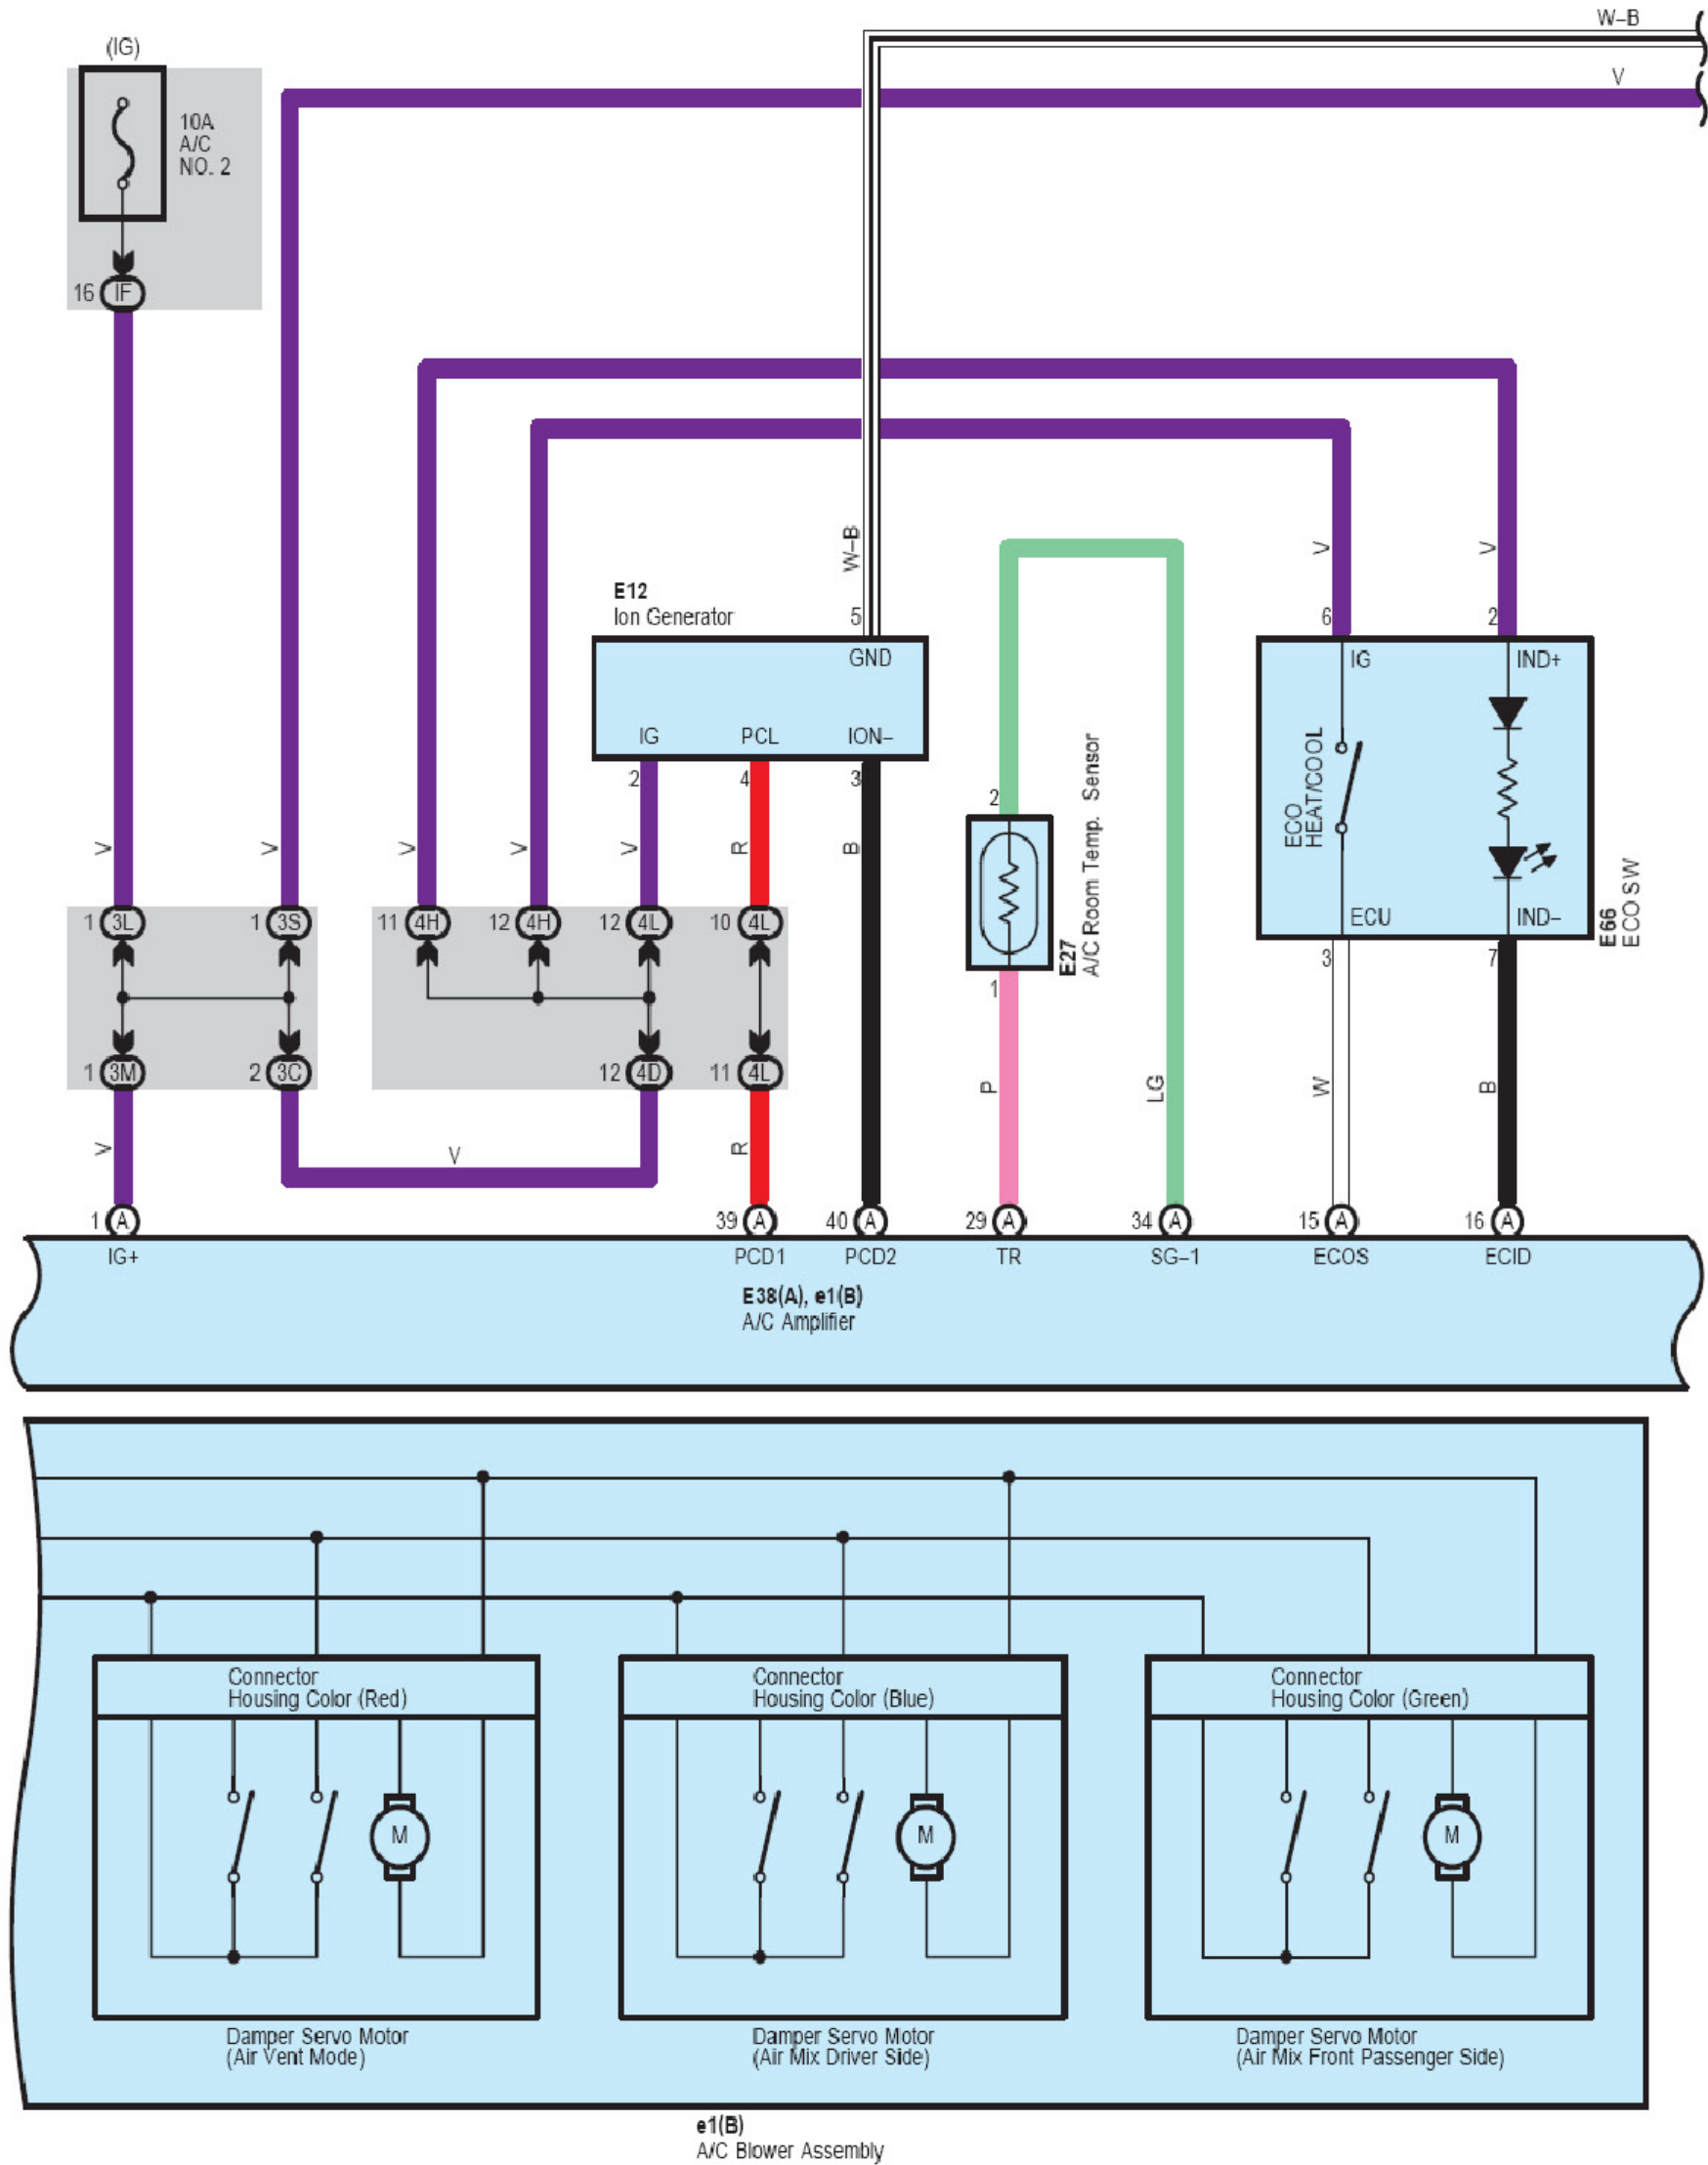 W–B
(IG)
V
10A
A/C
NO. 2
16 IF
W–B
V
V
E12
Ion Generator
5
6
2
GND
IG
IND+
IG
PCL
ION–
2
4
3
2
A/C Room Temp. Sensor
ECO
HEAT/COOL
V
V
V
V
V
R
B
1 3L
1 3S
11 4H
12 4H
12 4L
10 4L
E27
ECU
IND–
E66
ECO SW
3
7
1
1 3M
2 3C
12 4D
11 4L
P
LG
W
B
V
V
R
1 A
39 A
40 A
29 A
34 A
15 A
16 A
IG+
PCD1
PCD2
TR
SG–1
ECOS
ECID
E38(A), e1(B)
A/C Amplifier
Connector
Housing Color (Red)
Connector
Housing Color (Blue)
Connector
Housing Color (Green)
M
M
M
Damper Servo Motor
(Air Vent Mode)
Damper Servo Motor
(Air Mix Driver Side)
Damper Servo Motor
(Air Mix Front Passenger Side)
e1(B)
A/C Blower Assembly